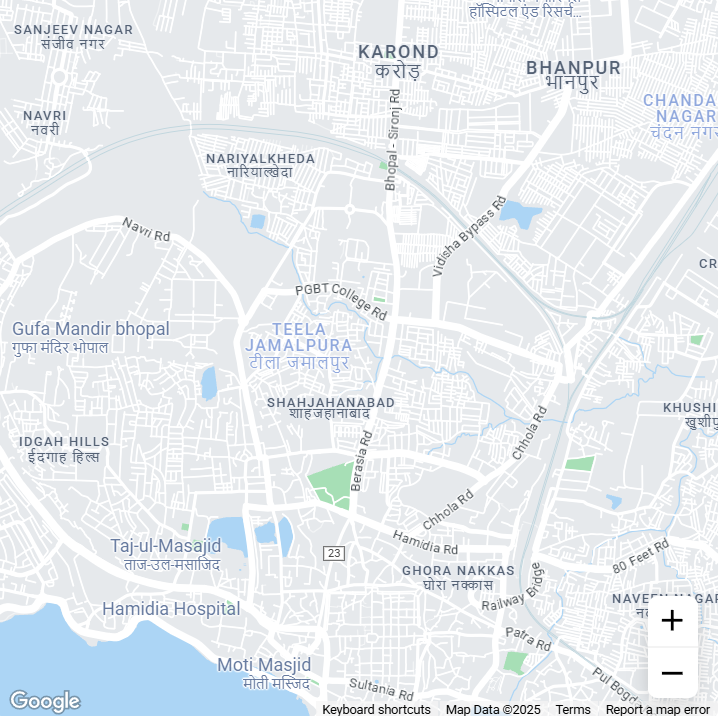 हॉस्पिटल एंड रिसर्च...
SANJEEV NAGAR
संजीव नगर
KAROND
करोड़
BHANPUR
भानपुर
CHANDA
NAGAR
चंदन नगर
NAVRI
नवरी
Bhopal - Sironj Rd
NARIYALKHEDA
नारियाल्खेदा
Navri Rd
Vidisha Bypass Rd
CR
PGBT College Rd
Gufa Mandir bhopal
गुफा मंदिर भोपाल
TEELA
JAMALPURA
टीला जमालपुर
SHAHJAHANABAD
शाहजहानाबाद
KHUSHI
खुशीपु
IDGAH HILLS
ईदगाह हिल्स
Berasia Rd
Chhola Rd
Chhola Rd
Taj-ul-Masajid
ताज-उल-मसाजिद
23
Hamidia Rd
80 Feet Rd
GHORA NAKKAS
घोरा नक्कास
Railway Bridge
Hamidia Hospital
NAVEEN NAGAR
Patra Rd
Moti Masjid
मोती मस्जिद
Sultania Rd
Pul Bogd
+
−
Google
Keyboard shortcuts
Map Data ©2025
Terms
Report a map error